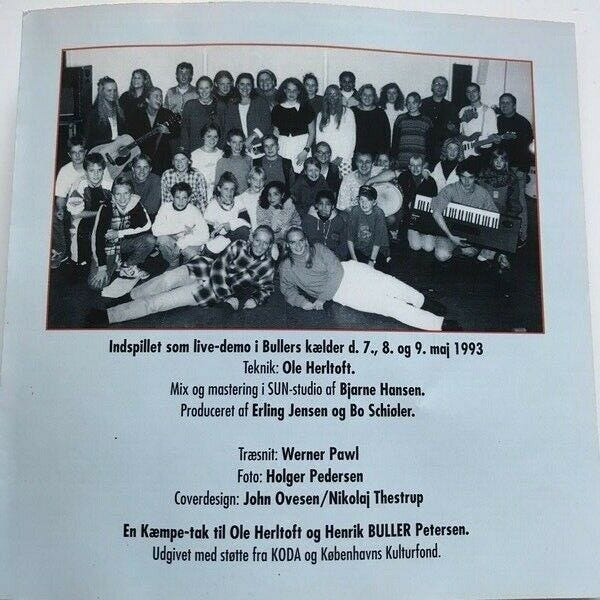 Indspillet som live-demo i Bullers kælder d. 7., 8. og 9. maj 1993
Teknik: Ole Herltoft.
Mix og mastering i SUN-studio af Bjarne Hansen.
Produceret af Erling Jensen og Bo Schiøler.
Træsnit: Werner Pawl
Foto: Holger Pedersen
Coverdesign: John Ovesen/Nikolaj Thestrup
En Kæmpe-tak til Ole Herltoft og Henrik BULLER Petersen.
Udgivet med støtte fra KODA og Københavns Kulturfond.